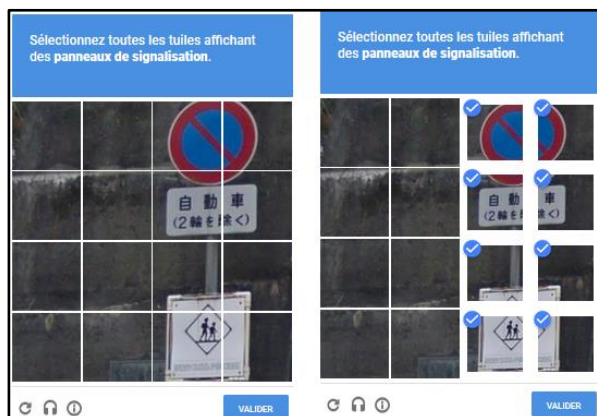 Sélectionnez toutes les tuiles affichant
des panneaux de signalisation.
自動車
(2輪を除く)
VALIDER
Sélectionnez toutes les tuiles affichant
des panneaux de signalisation.
自動車
(2輪を除く)
VALIDER